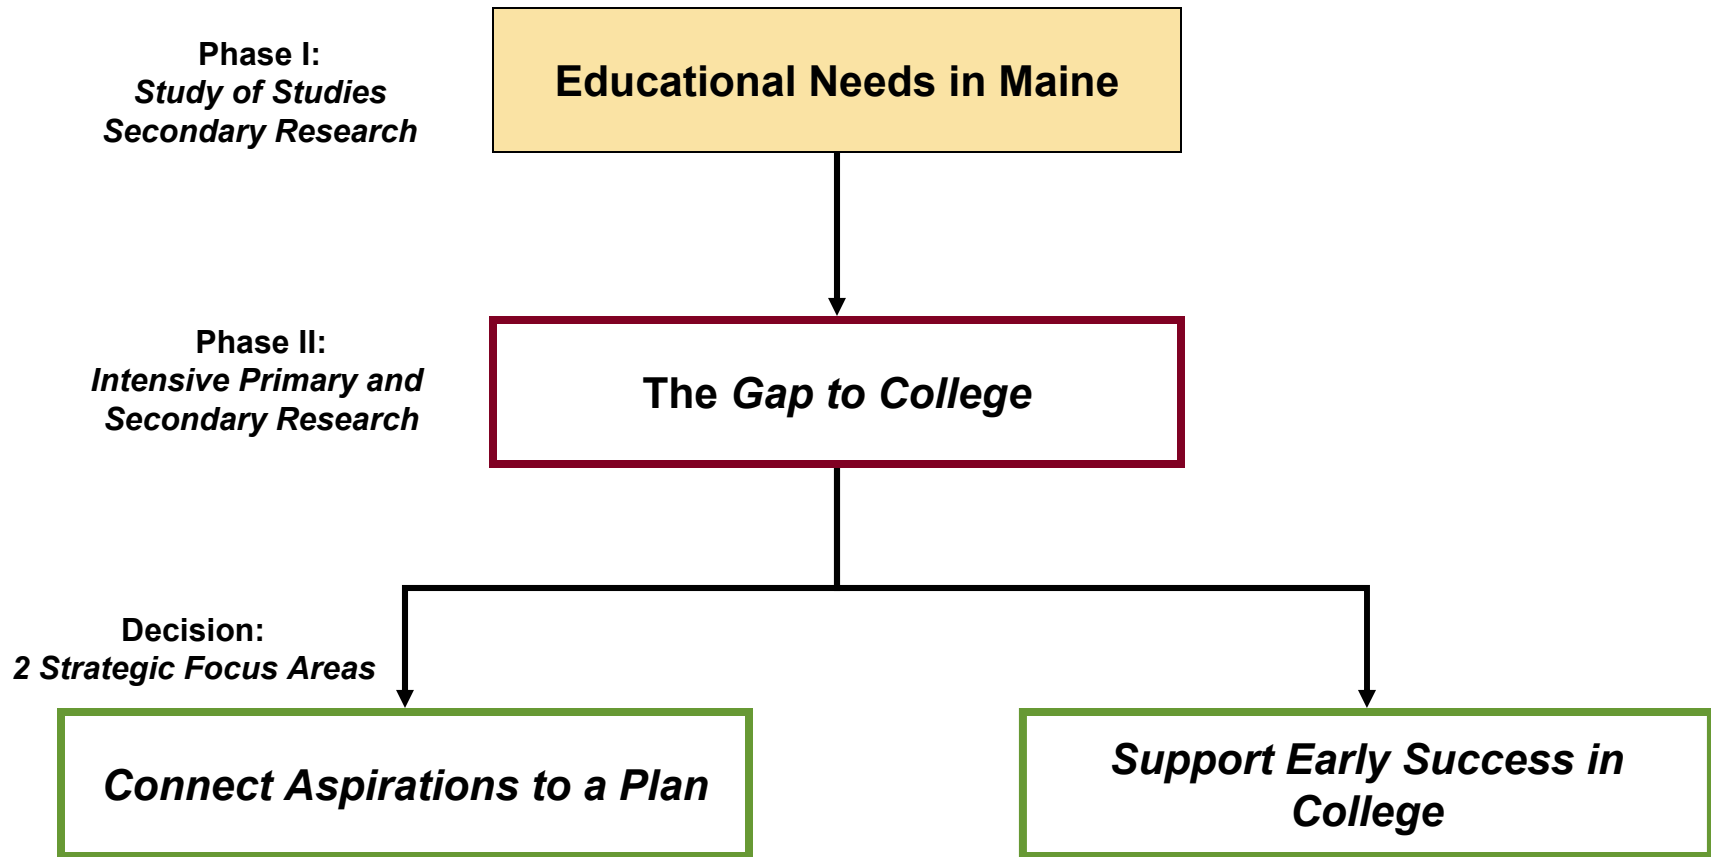 Phase I:
Study of Studies
Secondary Research
Educational Needs in Maine
Phase II:
Intensive Primary and
Secondary Research
The Gap to College
Decision:
2 Strategic Focus Areas
Connect Aspirations to a Plan
Support Early Success in
College